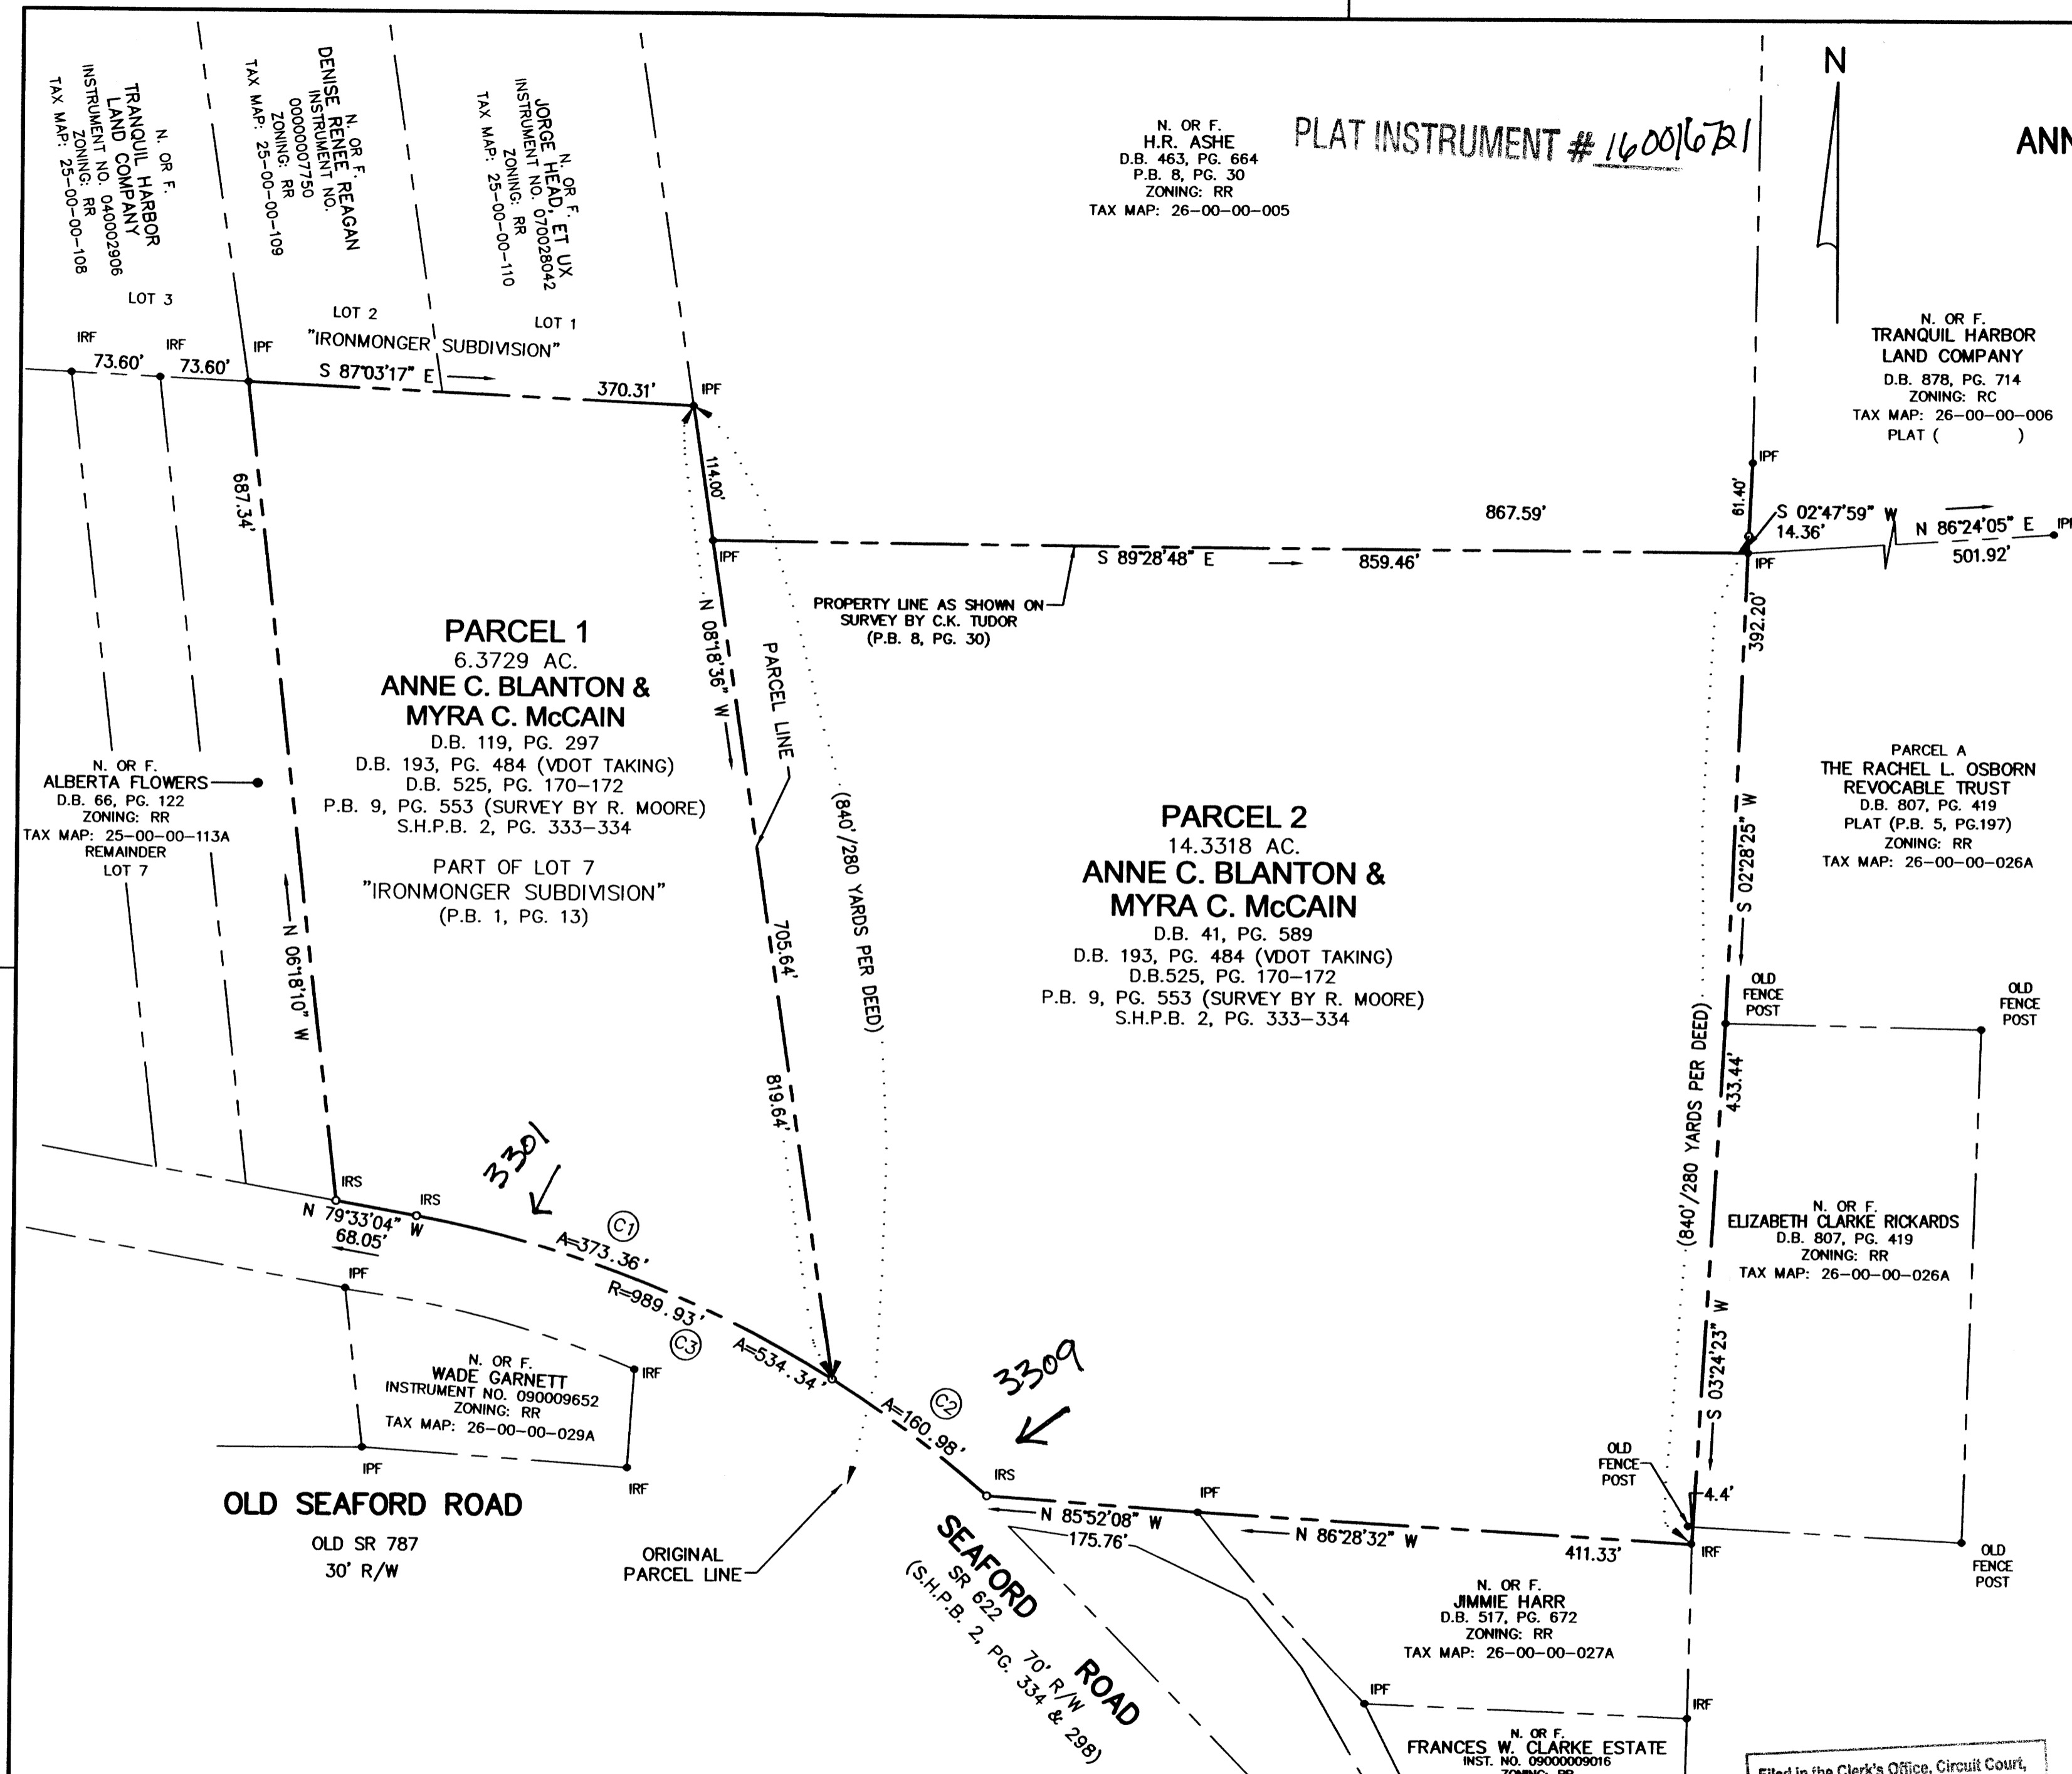 N. OR F.
TRANQUIL HARBOR
LAND COMPANY
INSTRUMENT NO. 040002906
ZONING: RR
TAX MAP: 25-00-00-108
LOT 3
N. OR F.
DENISE RENEE REAGAN
INSTRUMENT NO.
0000007750
ZONING: RR
TAX MAP: 25-00-00-109
LOT 2
N. OR F.
JORGE HEAD, ET UX
INSTRUMENT NO. 070028042
ZONING: RR
TAX MAP: 25-00-00-110
LOT 1
"IRONMONGER SUBDIVISION"
N. OR F.
H.R. ASHE
D.B. 463, PG. 664
P.B. 8, PG. 30
ZONING: RR
TAX MAP: 26-00-00-005
PLAT INSTRUMENT # 160016721
N
ANN
N. OR F.
TRANQUIL HARBOR
LAND COMPANY
D.B. 878, PG. 714
ZONING: RC
TAX MAP: 26-00-00-006
PLAT ( )
IRF
73.60'
IRF
73.60'
IPF
S 87°03'17" E
370.31'
IPF
114.00'
IPF
687.34'
N 08°18'36" W
PARCEL LINE
867.59'
S 89°28'48" E
859.46'
IPF
61.40'
S 02°47'59" W
14.36'
IPF
N 86°24'05" E
501.92'
IPF
392.20'
PROPERTY LINE AS SHOWN ON
SURVEY BY C.K. TUDOR
(P.B. 8, PG. 30)
PARCEL 1
6.3729 AC.
ANNE C. BLANTON &
MYRA C. McCAIN
D.B. 119, PG. 297
D.B. 193, PG. 484 (VDOT TAKING)
D.B. 525, PG. 170-172
P.B. 9, PG. 553 (SURVEY BY R. MOORE)
S.H.P.B. 2, PG. 333-334
PART OF LOT 7
"IRONMONGER SUBDIVISION"
(P.B. 1, PG. 13)
N. OR F.
ALBERTA FLOWERS
D.B. 66, PG. 122
ZONING: RR
TAX MAP: 25-00-00-113A
REMAINDER
LOT 7
N 06°18'10" W
705.64'
819.64'
(840'/280 YARDS PER DEED)
PARCEL 2
14.3318 AC.
ANNE C. BLANTON &
MYRA C. McCAIN
D.B. 41, PG. 589
D.B. 193, PG. 484 (VDOT TAKING)
D.B.525, PG. 170-172
P.B. 9, PG. 553 (SURVEY BY R. MOORE)
S.H.P.B. 2, PG. 333-334
S 02°28'25" W
PARCEL A
THE RACHEL L. OSBORN
REVOCABLE TRUST
D.B. 807, PG. 419
PLAT (P.B. 5, PG.197)
ZONING: RR
TAX MAP: 26-00-00-026A
OLD
FENCE
POST
OLD
FENCE
POST
433.44'
(840'/280 YARDS PER DEED)
N. OR F.
ELIZABETH CLARKE RICKARDS
D.B. 807, PG. 419
ZONING: RR
TAX MAP: 26-00-00-026A
S 03°24'23" W
3301
IRS
IRS
N 79°33'04" W
68.05'
C1
A=373.36'
R=989.93'
C3
A=534.34'
IPF
N. OR F.
WADE GARNETT
INSTRUMENT NO. 090009652
ZONING: RR
TAX MAP: 26-00-00-029A
IRF
IPF
IRF
OLD SEAFORD ROAD
OLD SR 787
30' R/W
C2
A=160.98'
3309
IRS
ORIGINAL
PARCEL LINE
N 85°52'08" W
175.76'
IPF
N 86°28'32" W
411.33'
OLD
FENCE
POST
4.4'
IRF
OLD
FENCE
POST
SEAFORD ROAD
SR 622 70' R/W
(S.H.P.B. 2, PG. 334 & 298)
N. OR F.
JIMMIE HARR
D.B. 517, PG. 672
ZONING: RR
TAX MAP: 26-00-00-027A
IPF
IRF
N. OR F.
FRANCES W. CLARKE ESTATE
INST. NO. 09000009016
ZONING: RR
Filed in the Clerk's Office, Circuit Court,